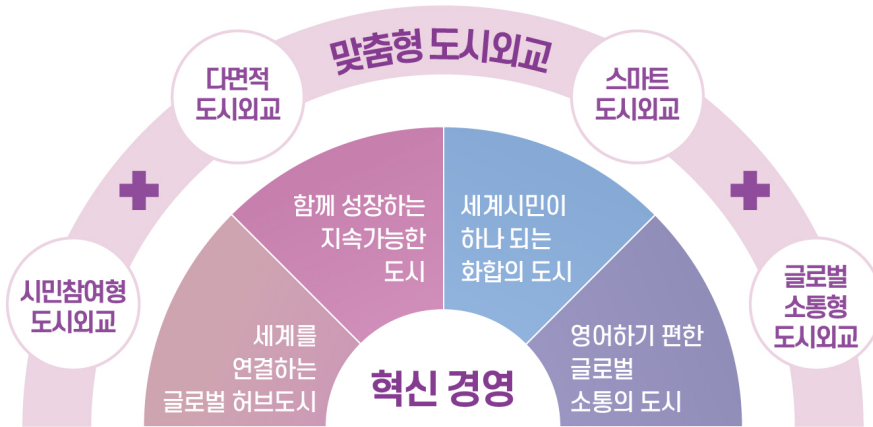 맞춤형 도시외교
다면적
도시외교
스마트
도시외교
시민참여형
도시외교
글로벌
소통형
도시외교
함께 성장하는
지속가능한
도시
세계시민이
하나 되는
화합의 도시
세계를
연결하는
글로벌 허브도시
영어하기 편한
글로벌
소통의 도시
혁신 경영